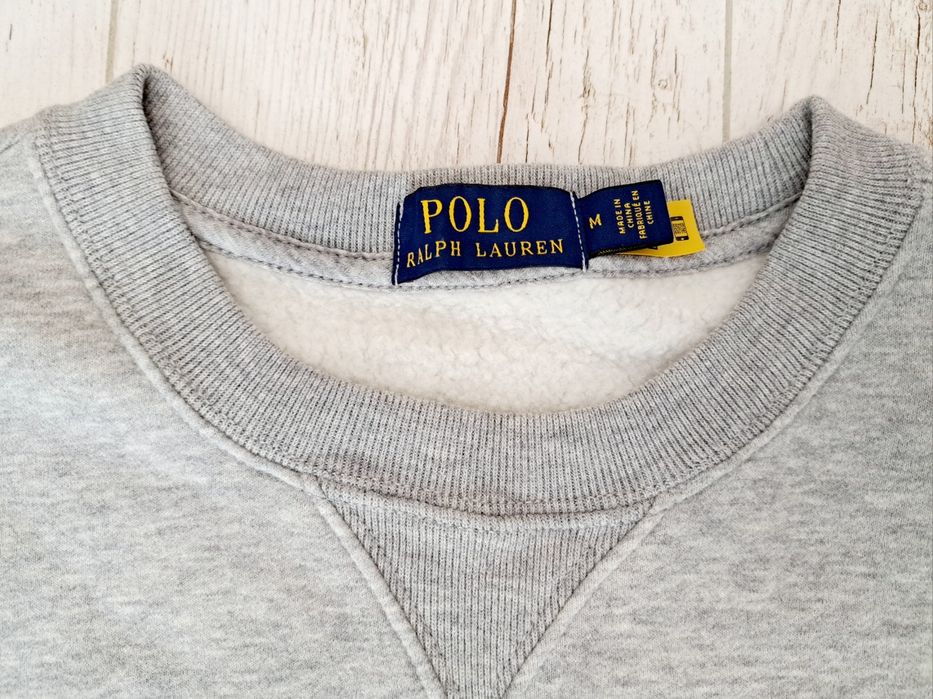 POLO
RALPH LAUREN
M
MADE IN
CHINA
FABRIQUÉ EN
CHINE